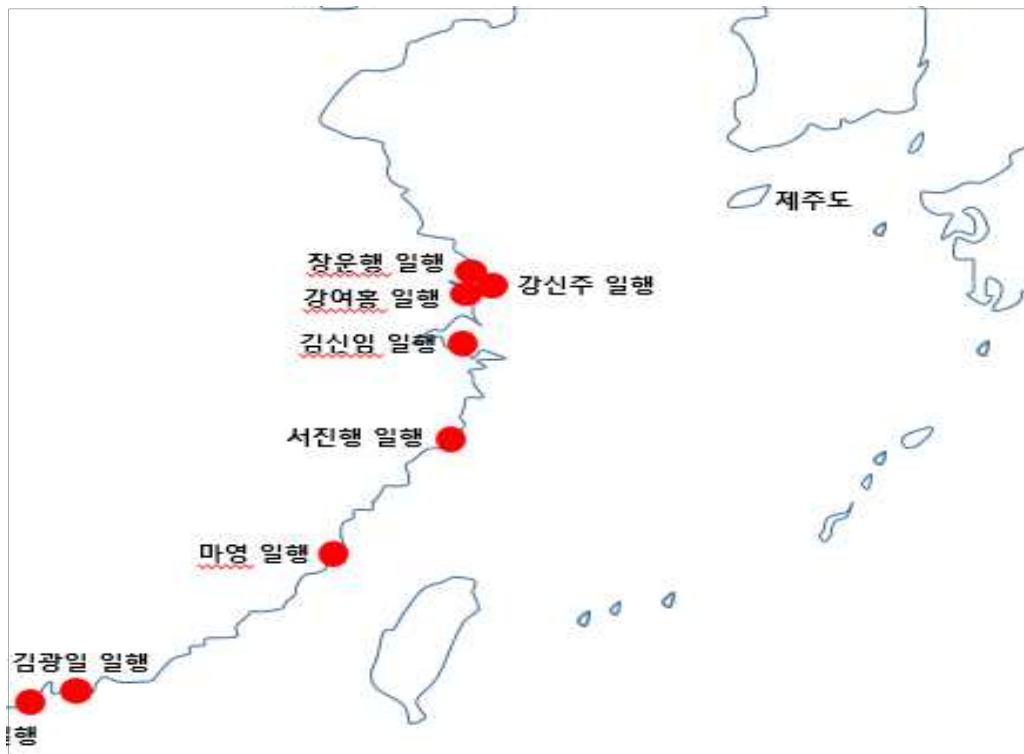 제주도
장운행 일행
강신주 일행
강여홍 일행
김신임 일행
서진행 일행
마영 일행
김광일 일행
행